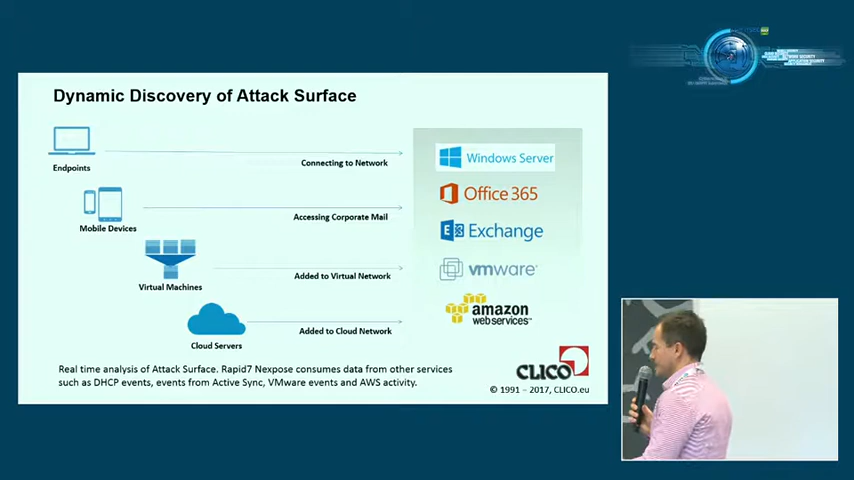 Dynamic Discovery of Attack Surface
Endpoints
Connecting to Network
Windows Server
Mobile Devices
Accessing Corporate Mail
Office 365
Exchange
Virtual Machines
Added to Virtual Network
vmware
Cloud Servers
Added to Cloud Network
amazon
webservices™
Real time analysis of Attack Surface. Rapid7 Nexpose consumes data from other services
such as DHCP events, events from Active Sync, VMware events and AWS activity.
CLICO
© 1991 - 2017, CLICO.eu